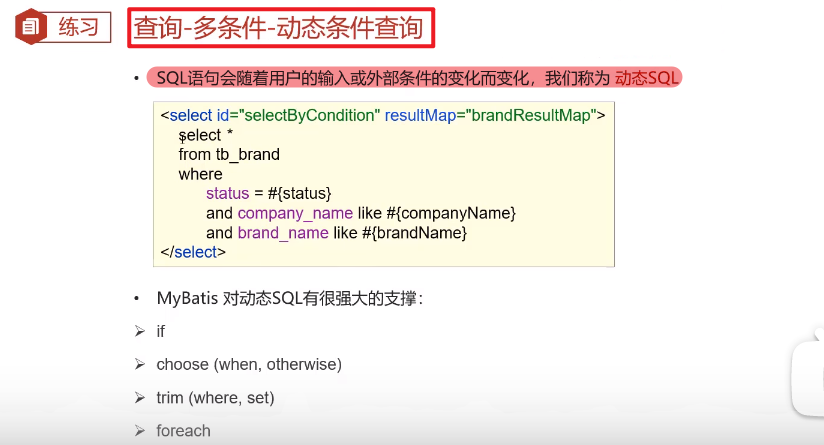 练习
查询-多条件-动态条件查询
• SQL语句会随着用户的输入或外部条件的变化而变化，我们称为 动态SQL
<select id="selectByCondition" resultMap="brandResultMap">
select *
from tb_brand
where
status = #{status}
and company_name like #{companyName}
and brand_name like #{brandName}
</select>
• MyBatis 对动态SQL有很强大的支撑：
➢ if
➢ choose (when, otherwise)
➢ trim (where, set)
➢ foreach